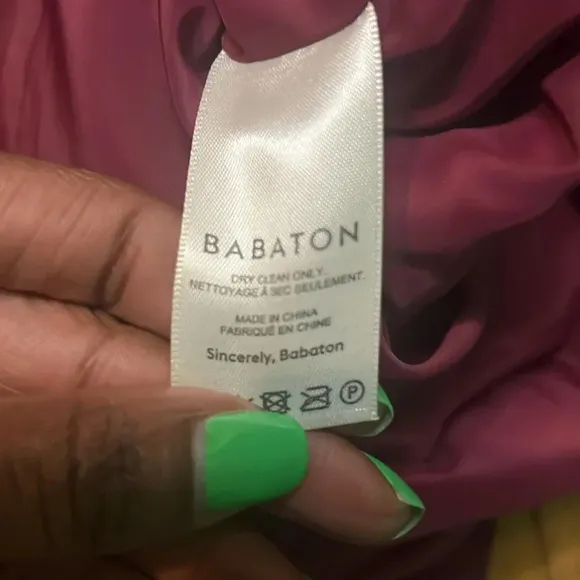 BABATON
DRY CLEAN ONLY.
NETTOYAGE À SEC SEULEMENT.
MADE IN CHINA
FABRIQUÉ EN CHINE
Sincerely, Babaton
P